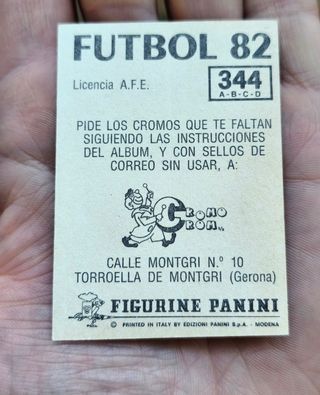 FUTBOL 82
Licencia A.F.E.
344
A-B-C-D
PIDE LOS CROMOS QUE TE FALTAN
SIGUIENDO LAS INSTRUCCIONES
DEL ALBUM, Y CON SELLOS DE
CORREO SIN USAR, A:
CROMO
CROM
CALLE MONTGRI N.º 10
TORROELLA DE MONTGRI (Gerona)
FIGURINE PANINI
© PRINTED IN ITALY BY EDIZIONI PANINI S.p.A. - MODENA